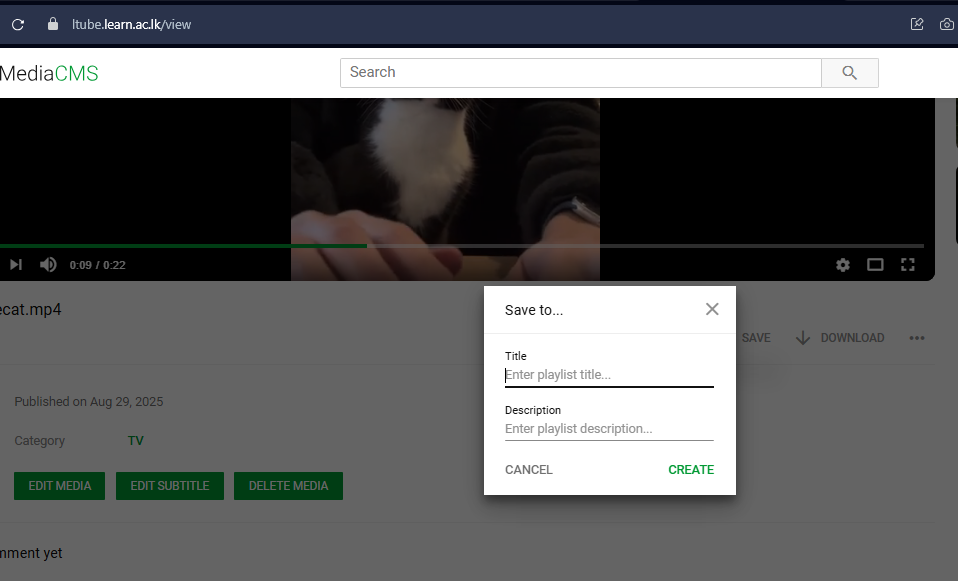 ltube.learn.ac.lk/view
MediaCMS
Search
0:09 / 0:22
ecat.mp4
Save to...
SAVE
DOWNLOAD
Title
Enter playlist title...
Published on Aug 29, 2025
Description
Enter playlist description...
Category TV
CANCEL
CREATE
EDIT MEDIA
EDIT SUBTITLE
DELETE MEDIA
mment yet